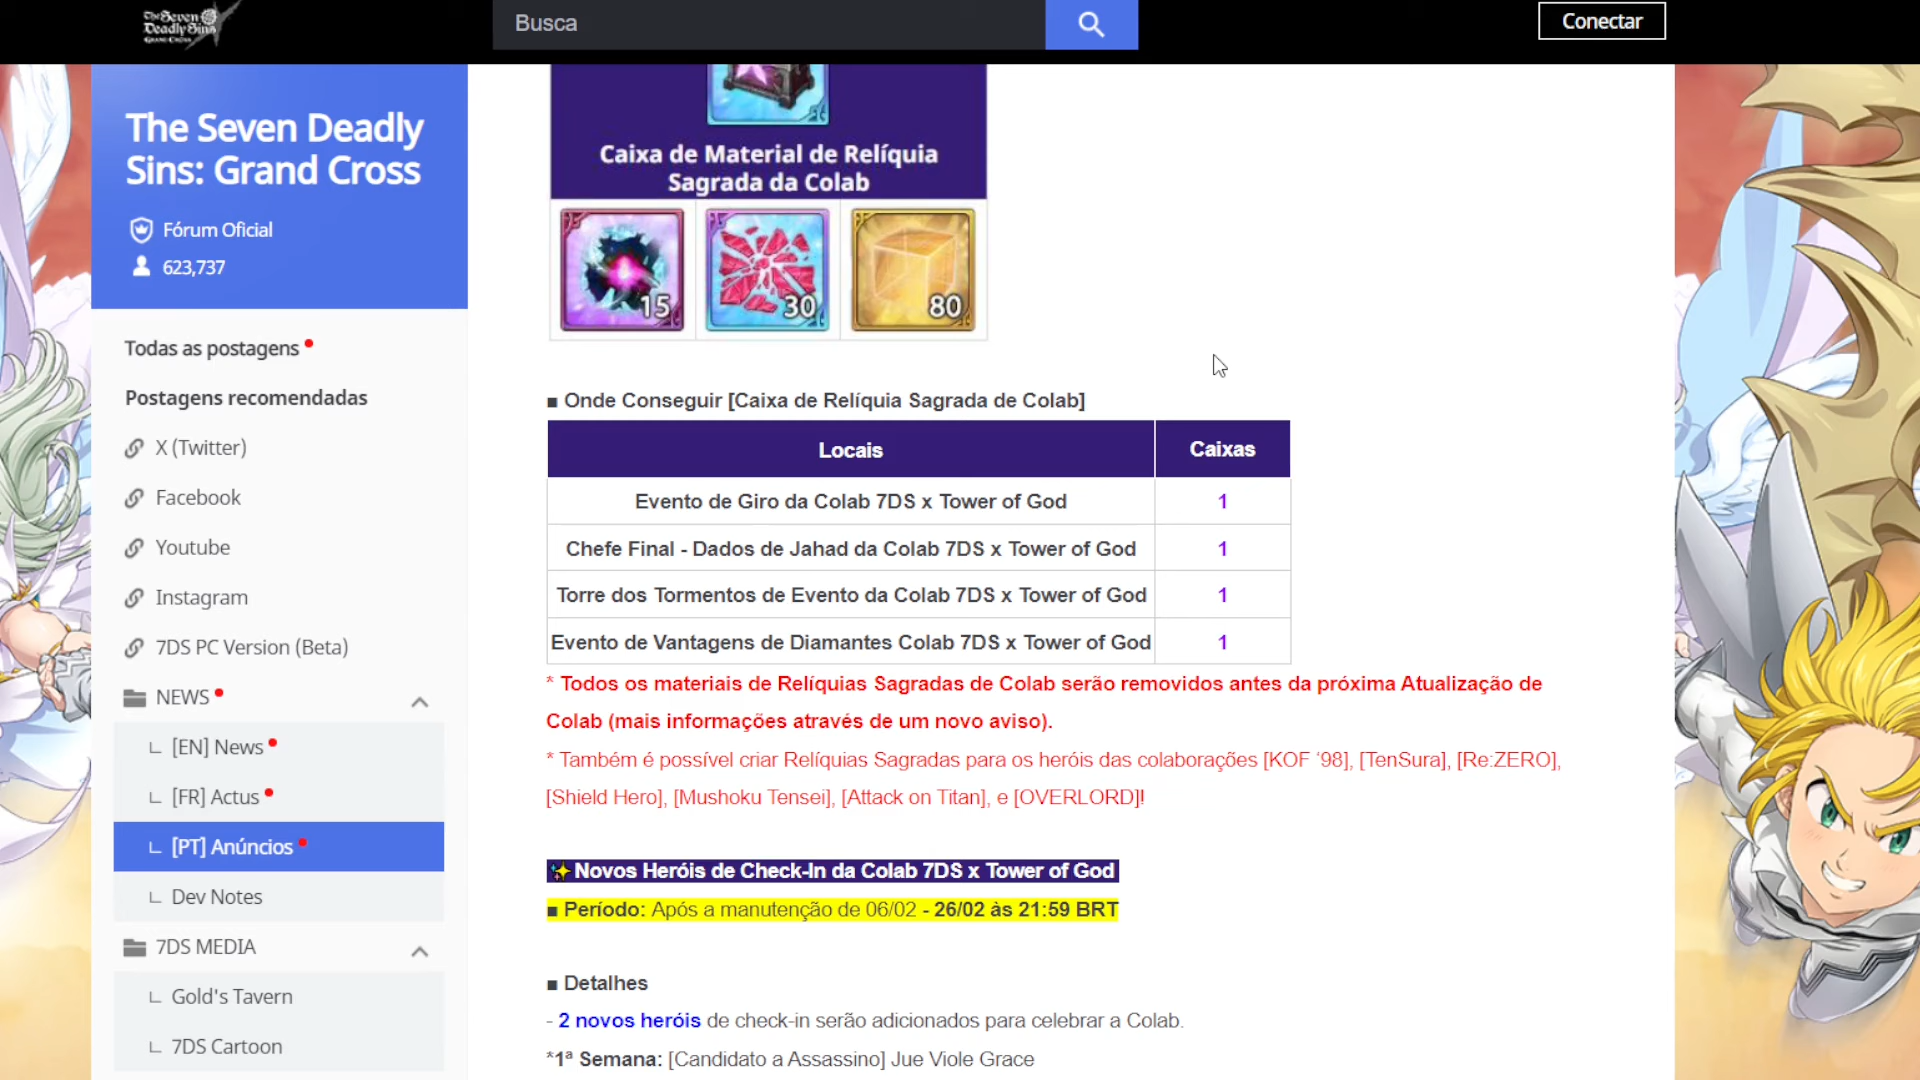 The Seven
Deadly Sins
GRAND CROSS
Busca
Conectar
The Seven Deadly
Sins: Grand Cross
Fórum Oficial
623,737
Todas as postagens
Postagens recomendadas
X (Twitter)
Facebook
Youtube
Instagram
7DS PC Version (Beta)
NEWS
[EN] News
[FR] Actus
[PT] Anúncios
Dev Notes
7DS MEDIA
Gold's Tavern
7DS Cartoon
Caixa de Material de Relíquia
Sagrada da Colab
15 30 80
■ Onde Conseguir [Caixa de Relíquia Sagrada de Colab]
Locais Caixas
Evento de Giro da Colab 7DS x Tower of God 1
Chefe Final - Dados de Jahad da Colab 7DS x Tower of God 1
Torre dos Tormentos de Evento da Colab 7DS x Tower of God 1
Evento de Vantagens de Diamantes Colab 7DS x Tower of God 1
* Todos os materiais de Relíquias Sagradas de Colab serão removidos antes da próxima Atualização de
Colab (mais informações através de um novo aviso).
* Também é possível criar Relíquias Sagradas para os heróis das colaborações [KOF ‘98], [TenSura], [Re:ZERO],
[Shield Hero], [Mushoku Tensei], [Attack on Titan], e [OVERLORD]!
✨Novos Heróis de Check-In da Colab 7DS x Tower of God
■ Período: Após a manutenção de 06/02 - 26/02 às 21:59 BRT
■ Detalhes
- 2 novos heróis de check-in serão adicionados para celebrar a Colab.
*1ª Semana: [Candidato a Assassino] Jue Viole Grace